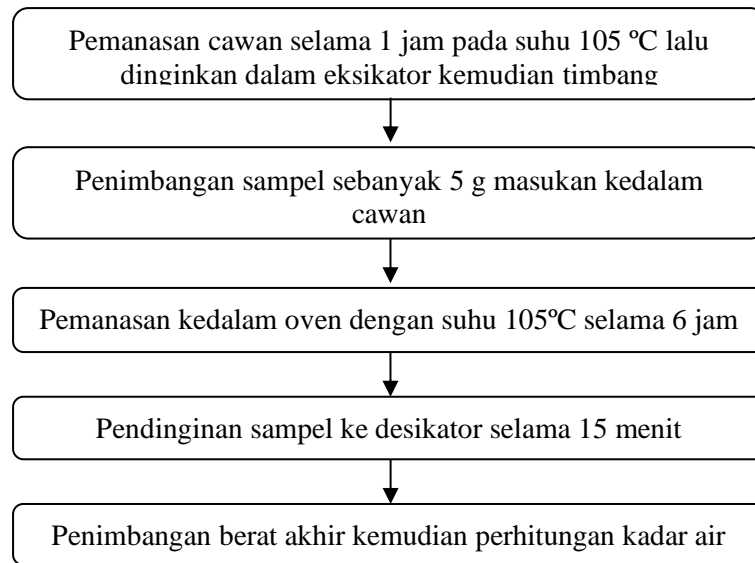 Pemanasan cawan selama 1 jam pada suhu 105 ºC lalu
dinginkan dalam eksikator kemudian timbang
Penimbangan sampel sebanyak 5 g masukan kedalam
cawan
Pemanasan kedalam oven dengan suhu 105ºC selama 6 jam
Pendinginan sampel ke desikator selama 15 menit
Penimbangan berat akhir kemudian perhitungan kadar air